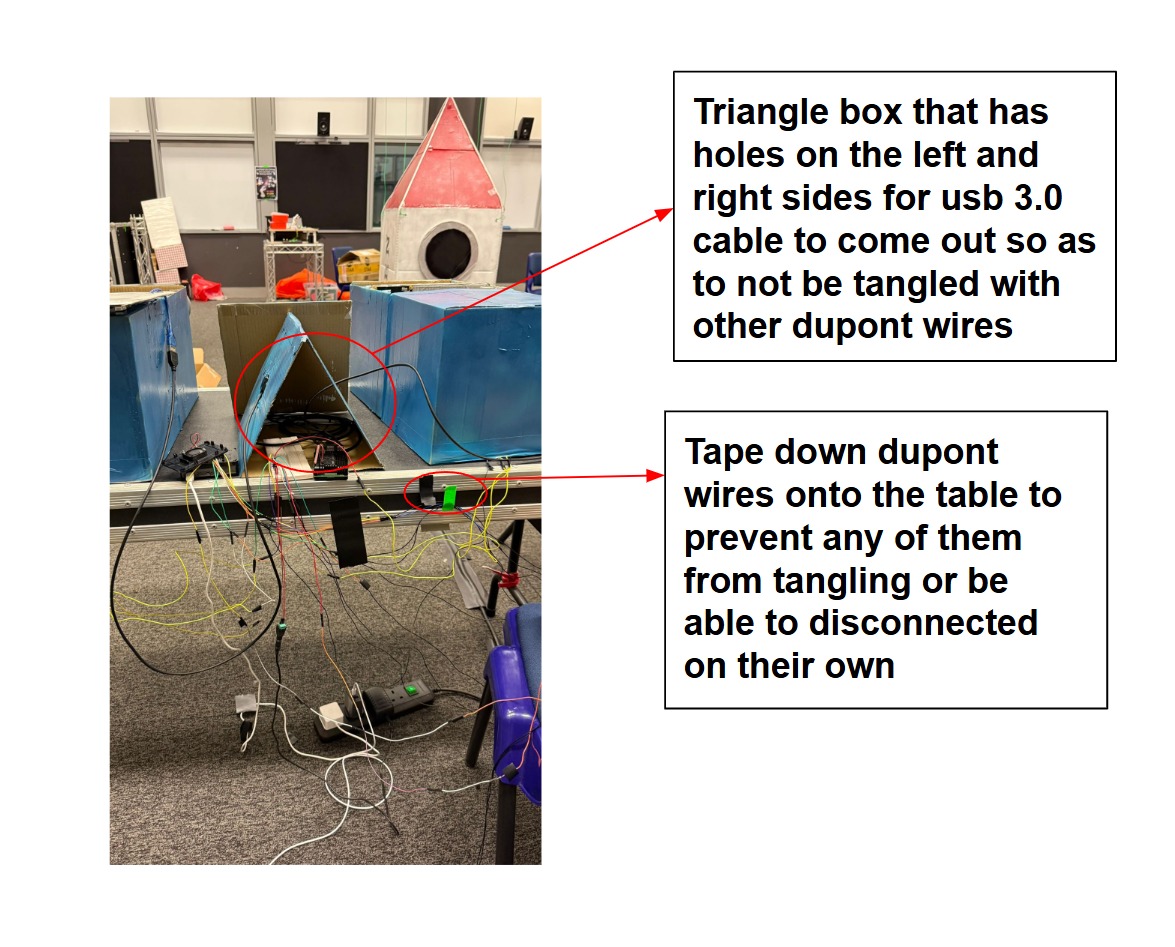 Triangle box that has
holes on the left and
right sides for usb 3.0
cable to come out so as
to not be tangled with
other dupont wires
Tape down dupont
wires onto the table to
prevent any of them
from tangling or be
able to disconnected
on their own